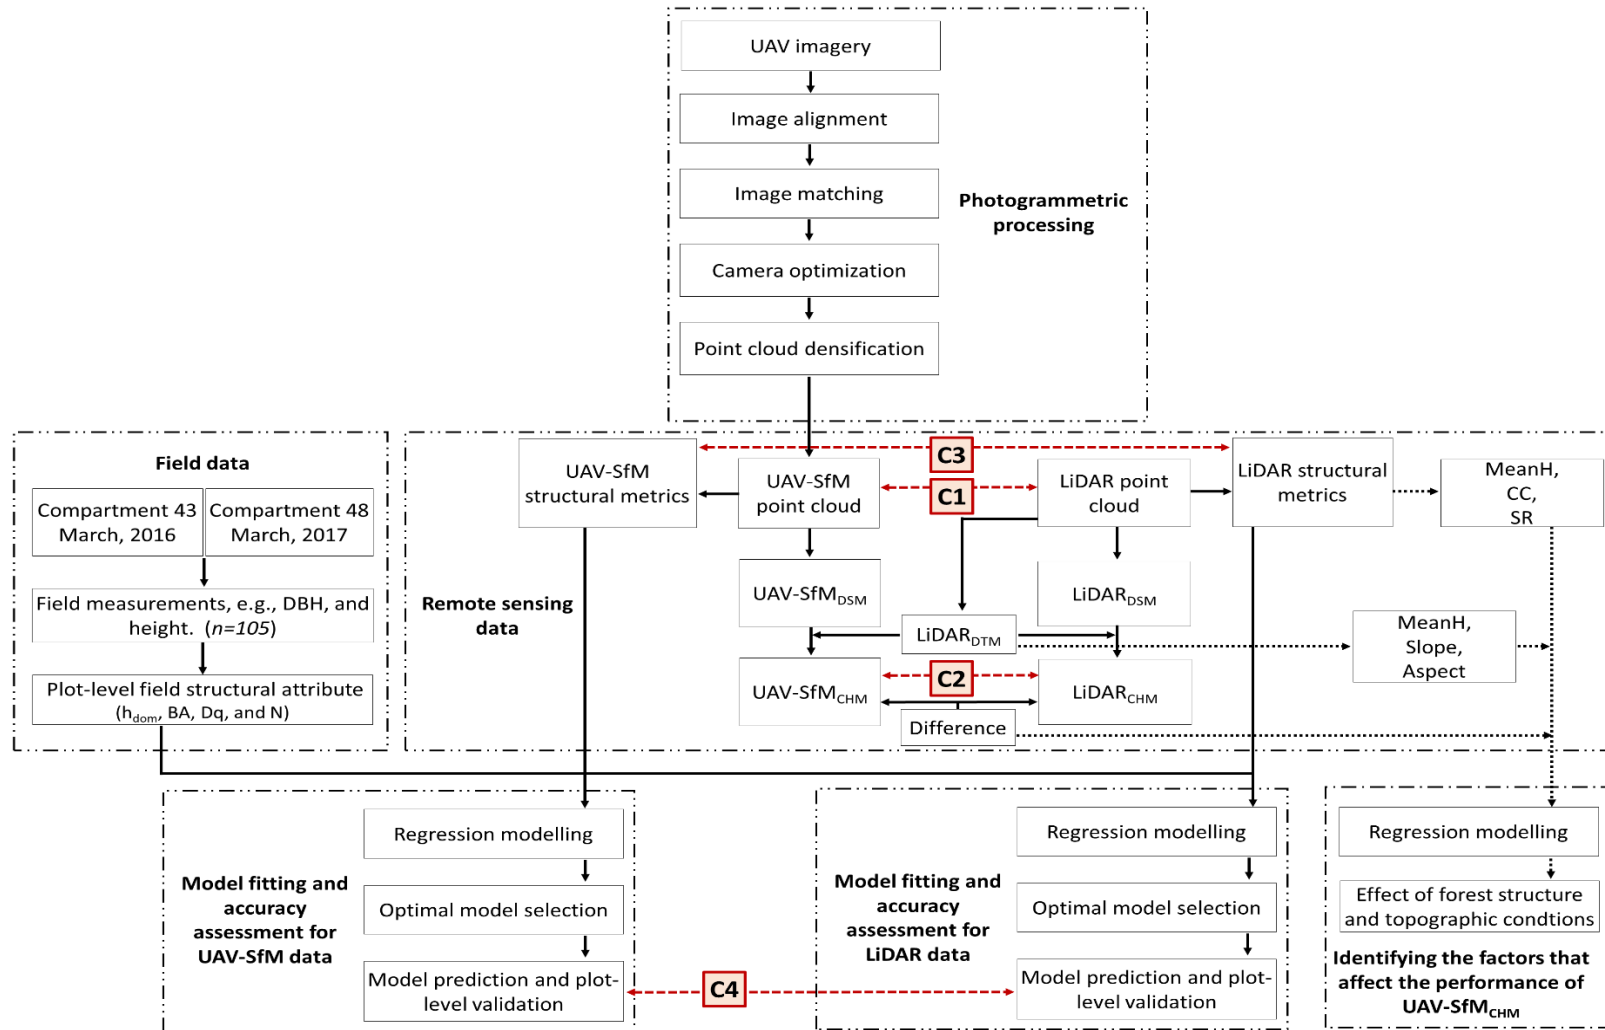 UAV imagery
Image alignment
Image matching
Camera optimization
Point cloud densification
Photogrammetric
processing
Field data
Compartment 43
March, 2016
Compartment 48
March, 2017
Field measurements, e.g., DBH, and
height. (n=105)
Plot-level field structural attribute
(hdom, BA, Dq, and N)
Remote sensing
data
UAV-SfM
structural metrics
UAV-SfM
point cloud
C3
C1
LiDAR point
cloud
LiDAR structural
metrics
MeanH,
CC,
SR
UAV-SfMDSM
LiDARDSM
LiDARDTM
MeanH,
Slope,
Aspect
UAV-SfMCHM
C2
LiDARCHM
Difference
Model fitting and
accuracy
assessment for
UAV-SfM data
Regression modelling
Optimal model selection
Model prediction and plot-
level validation
C4
Model fitting and
accuracy
assessment for
LiDAR data
Regression modelling
Optimal model selection
Model prediction and plot-
level validation
Regression modelling
Effect of forest structure
and topographic condtions
Identifying the factors that
affect the performance of
UAV-SfMCHM